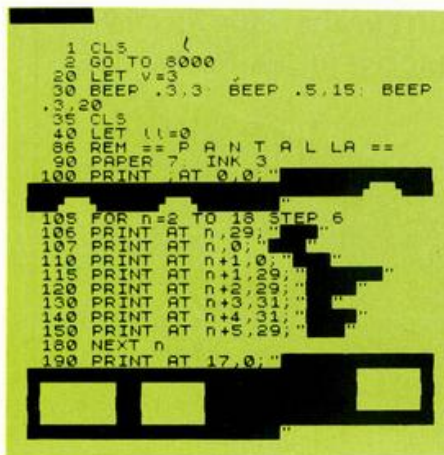 1 CLS
2 GO TO 8000
20 LET v=3
30 BEEP .3,3: BEEP .5,15: BEEP
.3,20
35 CLS
40 LET ll=0
86 REM == P A N T A L LA ==
90 PAPER 7: INK 3
100 PRINT ;AT 0,0;"
"
105 FOR n=2 TO 18 STEP 6
106 PRINT AT n,29;" "
107 PRINT AT n,0;" "
110 PRINT AT n+1,0;" "
115 PRINT AT n+1,29;" "
120 PRINT AT n+2,29;" "
130 PRINT AT n+3,31;" "
140 PRINT AT n+4,31;" "
150 PRINT AT n+5,29;" "
180 NEXT n
190 PRINT AT 17,0;"
"